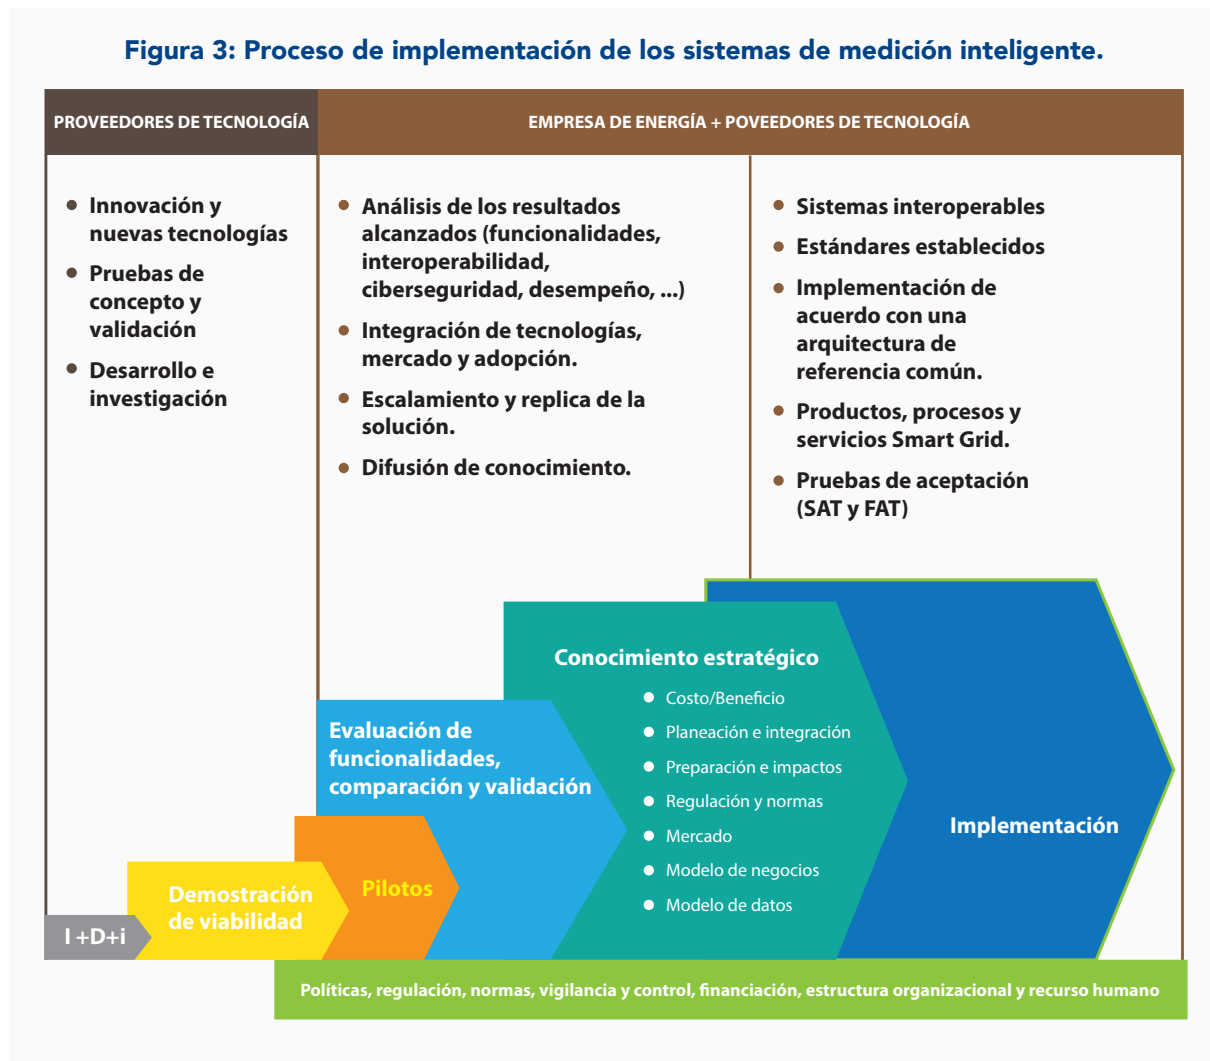 Figura 3: Proceso de implementación de los sistemas de medición inteligente.
PROVEEDORES DE TECNOLOGÍA
EMPRESA DE ENERGÍA + POVEEDORES DE TECNOLOGÍA
• Innovación y
nuevas tecnologías
• Pruebas de
concepto y
validación
• Desarrollo e
investigación
• Análisis de los resultados
alcanzados (funcionalidades,
interoperabilidad,
ciberseguridad, desempeño, ...)
• Integración de tecnologías,
mercado y adopción.
• Escalamiento y replica de la
solución.
• Difusión de conocimiento.
• Sistemas interoperables
• Estándares establecidos
• Implementación de
acuerdo con una
arquitectura de
referencia común.
• Productos, procesos y
servicios Smart Grid.
• Pruebas de aceptación
(SAT y FAT)
I +D+i
Demostración
de viabilidad
Pilotos
Evaluación de
funcionalidades,
comparación y validación
Conocimiento estratégico
• Costo/Beneficio
• Planeación e integración
• Preparación e impactos
• Regulación y normas
• Mercado
• Modelo de negocios
• Modelo de datos
Implementación
Políticas, regulación, normas, vigilancia y control, financiación, estructura organizacional y recurso humano